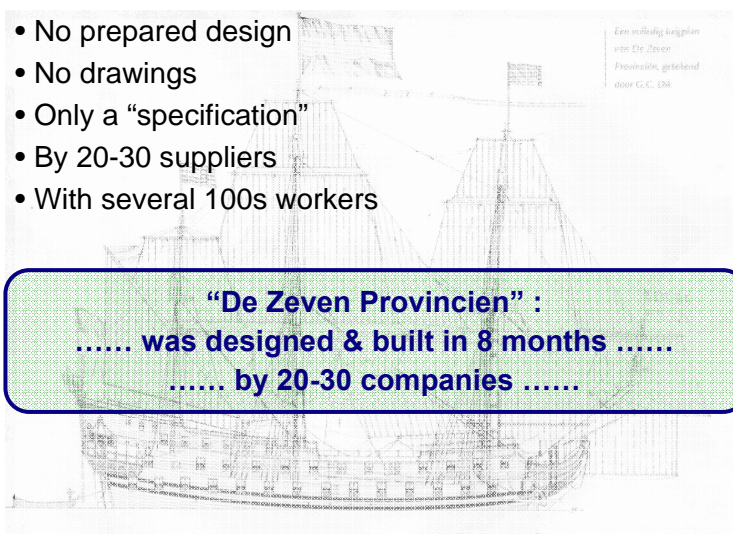 • No prepared design
• No drawings
• Only a “specification”
• By 20-30 suppliers
• With several 100s workers
Een volledig tuigplan
van De Zeven
Provinciën, getekend
door G.C.
“De Zeven Provincien” :
…… was designed & built in 8 months ……
…… by 20-30 companies ……